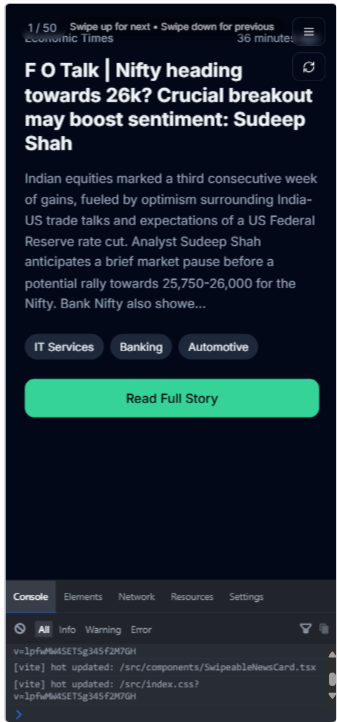 1 / 50 Swipe up for next • Swipe down for previous
Economic Times 36 minutes
F O Talk | Nifty heading
towards 26k? Crucial breakout
may boost sentiment: Sudeep
Shah
Indian equities marked a third consecutive week
of gains, fueled by optimism surrounding India-
US trade talks and expectations of a US Federal
Reserve rate cut. Analyst Sudeep Shah
anticipates a brief market pause before a
potential rally towards 25,750-26,000 for the
Nifty. Bank Nifty also showe...
IT Services Banking Automotive
Read Full Story
Console Elements Network Resources Settings
All Info Warning Error
v=lpfwMW4SETSg345f2M7GH
[vite] hot updated: /src/components/SwipeableNewsCard.tsx
[vite] hot updated: /src/index.css?
v=lpfwMW4SETSg345f2M7GH